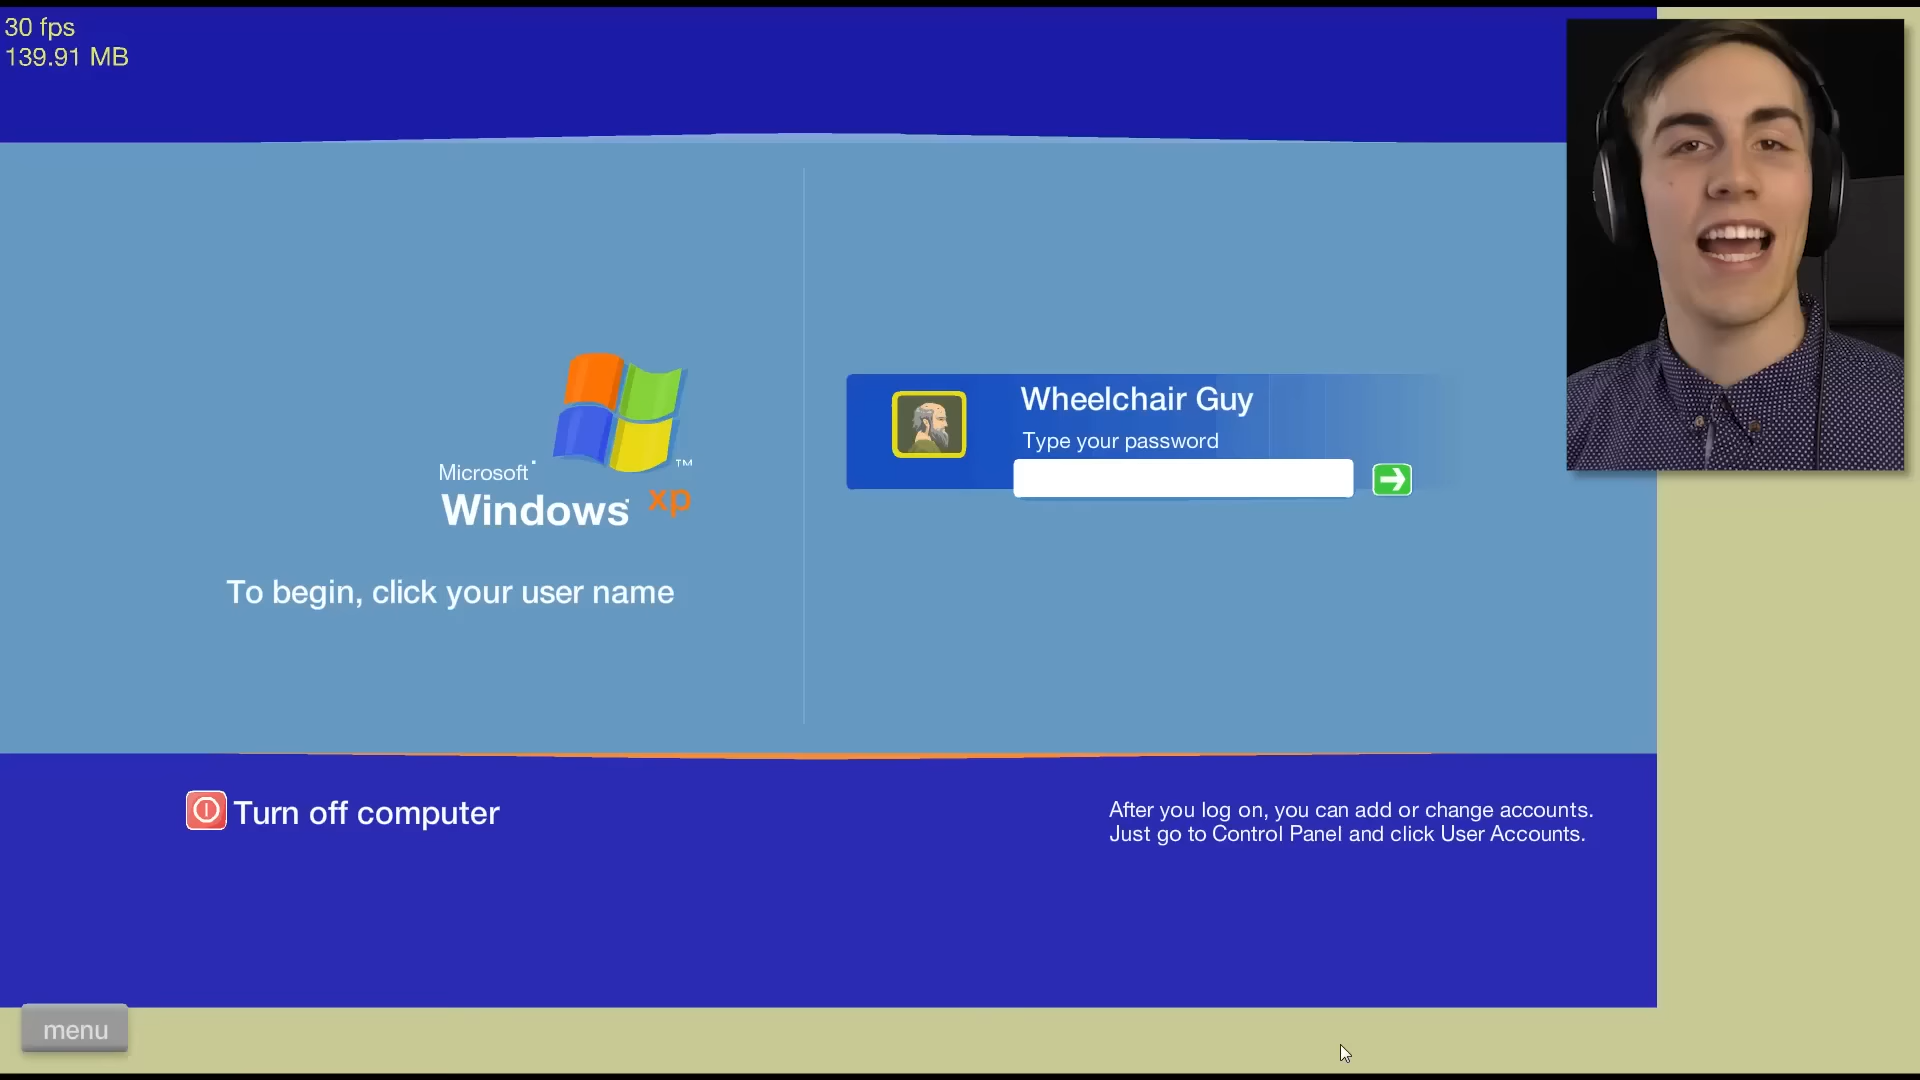 30 fps
139.91 MB
Microsoft
Windows xp
TM
To begin, click your user name
Wheelchair Guy
Type your password
Turn off computer
After you log on, you can add or change accounts.
Just go to Control Panel and click User Accounts.
menu